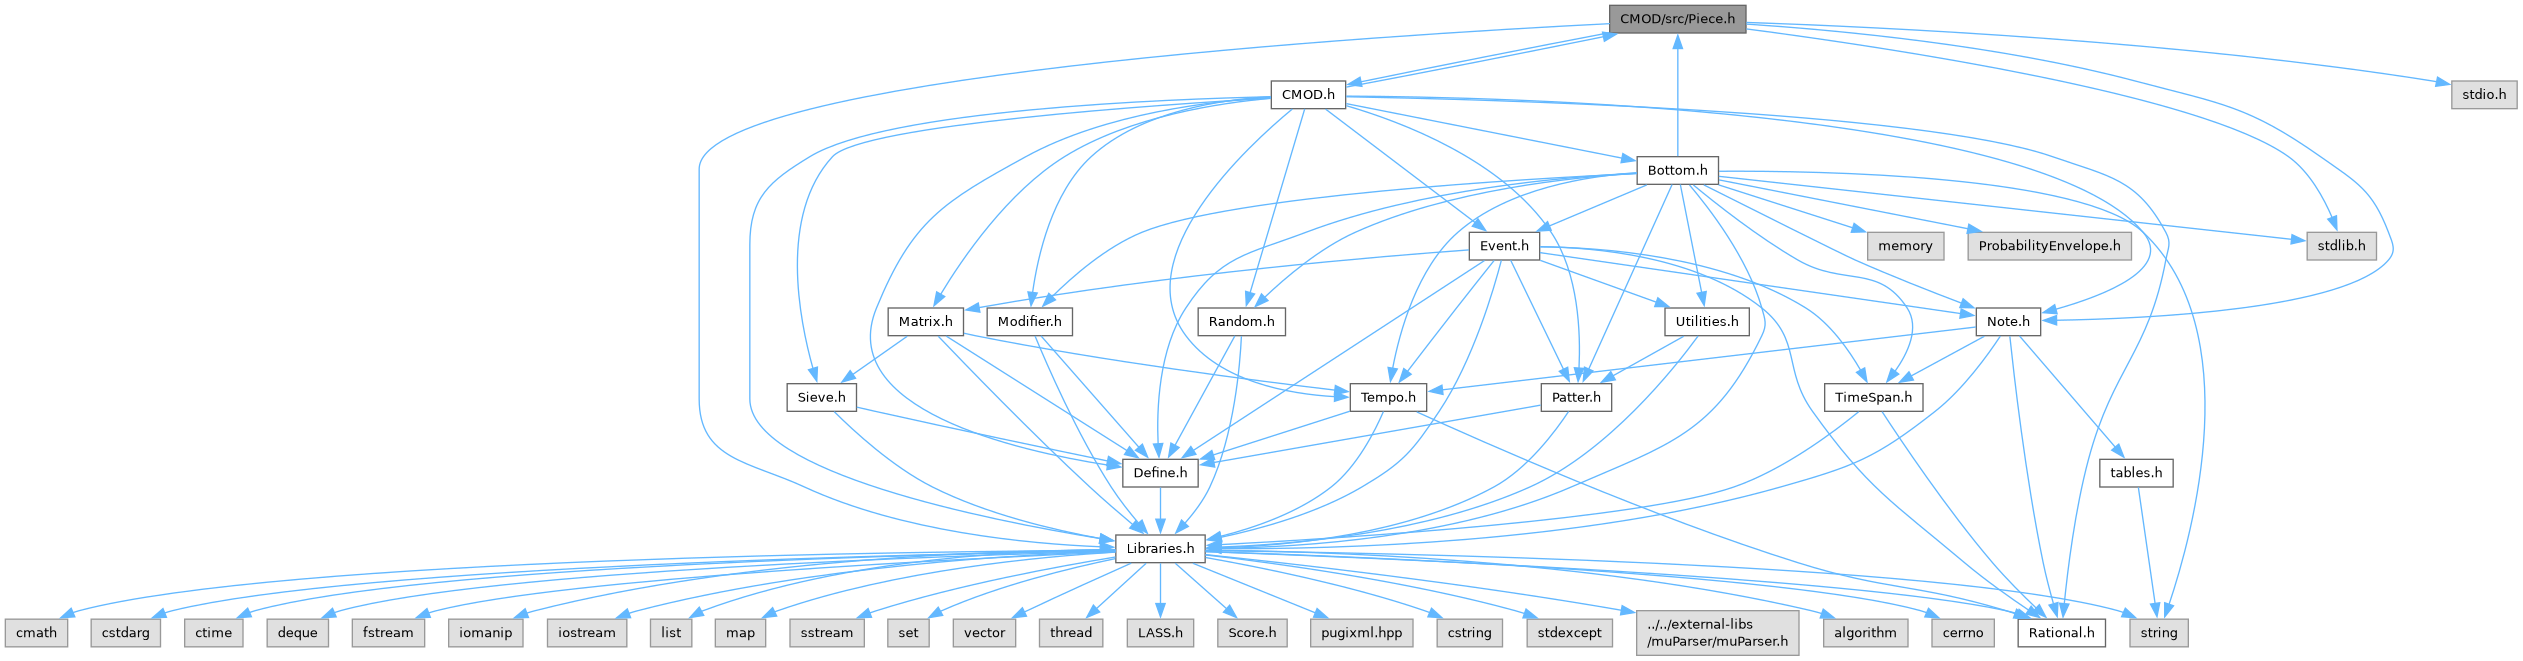 CMOD/src/Piece.h
CMOD.h
stdio.h
Bottom.h
Event.h
memory
ProbabilityEnvelope.h
stdlib.h
Matrix.h
Modifier.h
Random.h
Utilities.h
Note.h
Sieve.h
Tempo.h
Patter.h
TimeSpan.h
Define.h
tables.h
Libraries.h
cmath
cstdarg
ctime
deque
fstream
iomanip
iostream
list
map
sstream
set
vector
thread
LASS.h
Score.h
pugixml.hpp
cstring
stdexcept
../../external-libs
/muParser/muParser.h
algorithm
cerrno
Rational.h
string